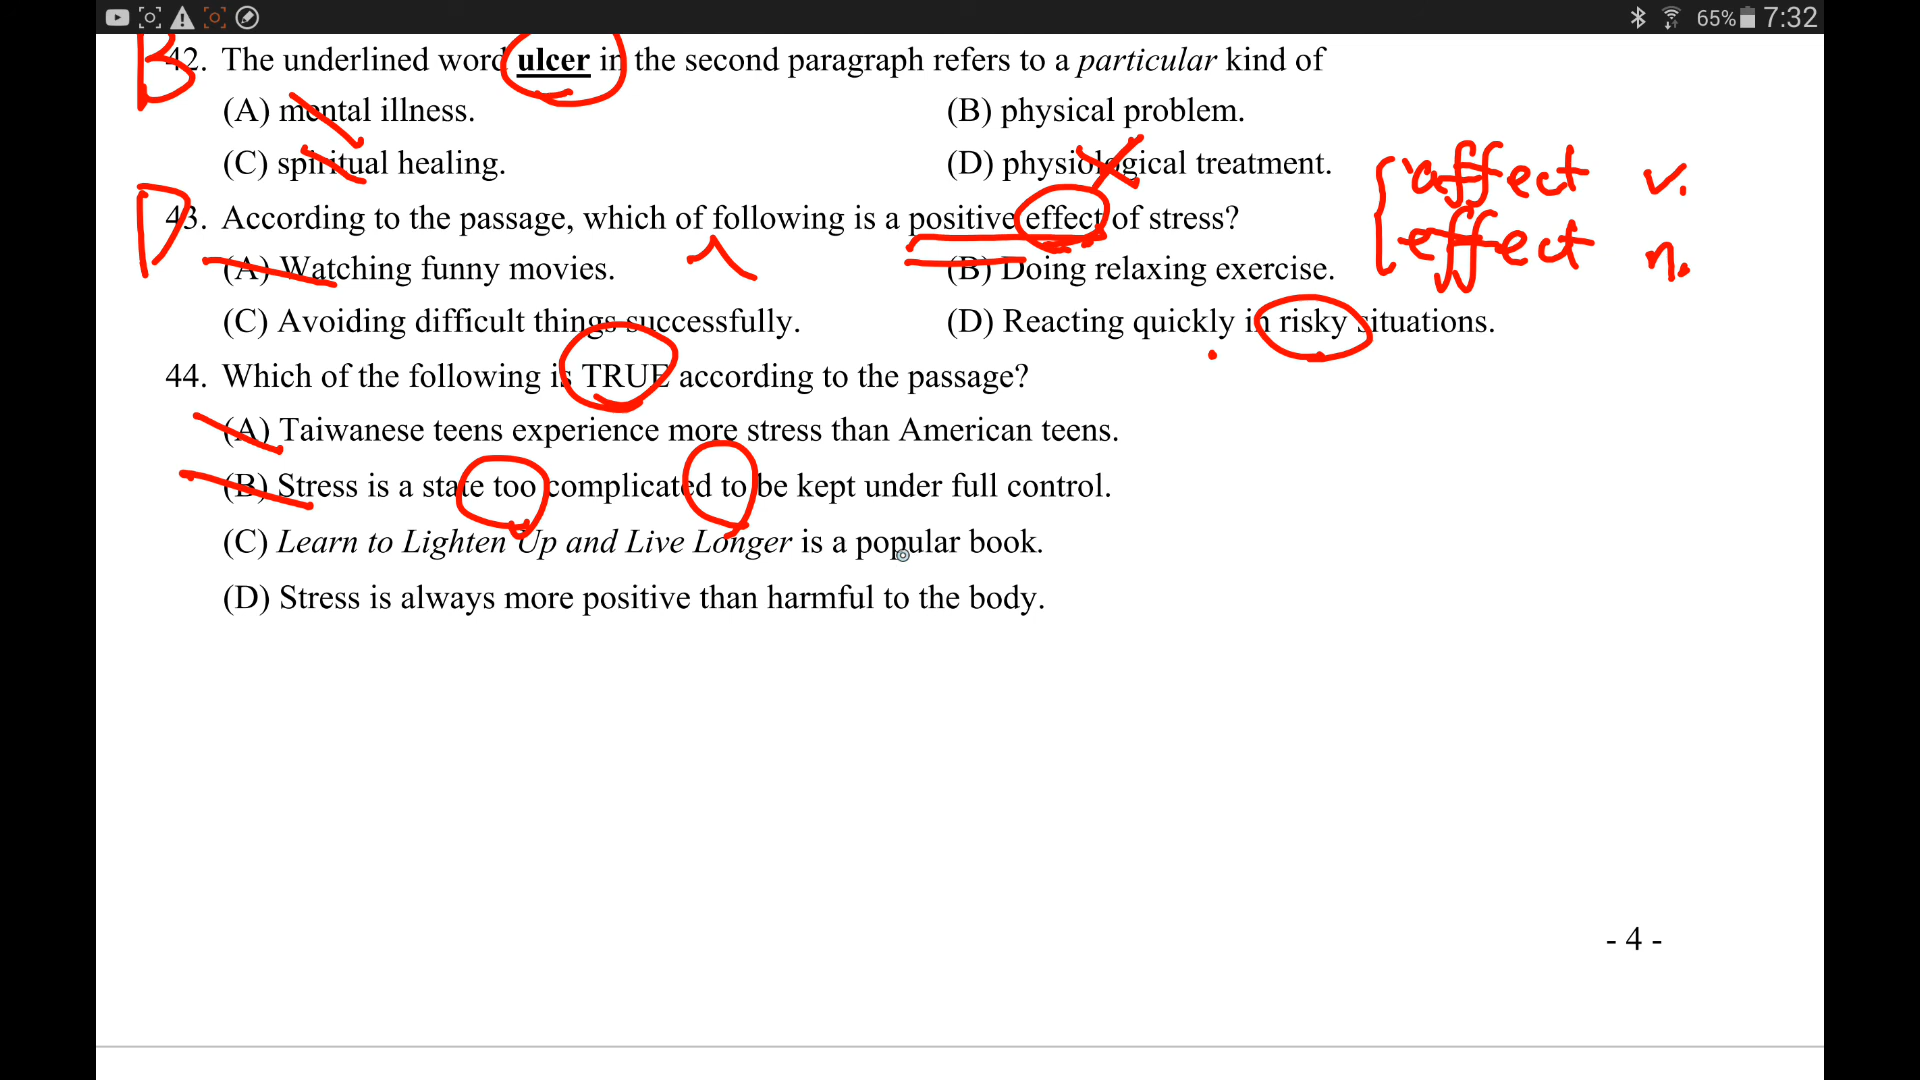 65% 7:32
B
42. The underlined word ulcer in the second paragraph refers to a particular kind of
(A) mental illness. (B) physical problem.
(C) spiritual healing. (D) physiological treatment.
affect v.
effect n.
D
43. According to the passage, which of following is a positive effect of stress?
(A) Watching funny movies. (B) Doing relaxing exercise.
(C) Avoiding difficult things successfully. (D) Reacting quickly in risky situations.
44. Which of the following is TRUE according to the passage?
(A) Taiwanese teens experience more stress than American teens.
(B) Stress is a state too complicated to be kept under full control.
(C) Learn to Lighten Up and Live Longer is a popular book.
(D) Stress is always more positive than harmful to the body.
- 4 -